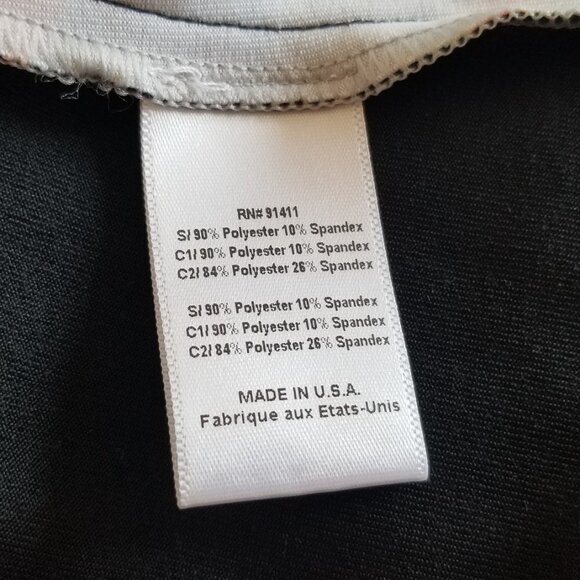 RN# 91411
S/ 90% Polyester 10% Spandex
C1/ 90% Polyester 10% Spandex
C2/ 84% Polyester 26% Spandex
S/ 90% Polyester 10% Spandex
C1/ 90% Polyester 10% Spandex
C2/ 84% Polyester 26% Spandex
MADE IN U.S.A.
Fabrique aux Etats-Unis